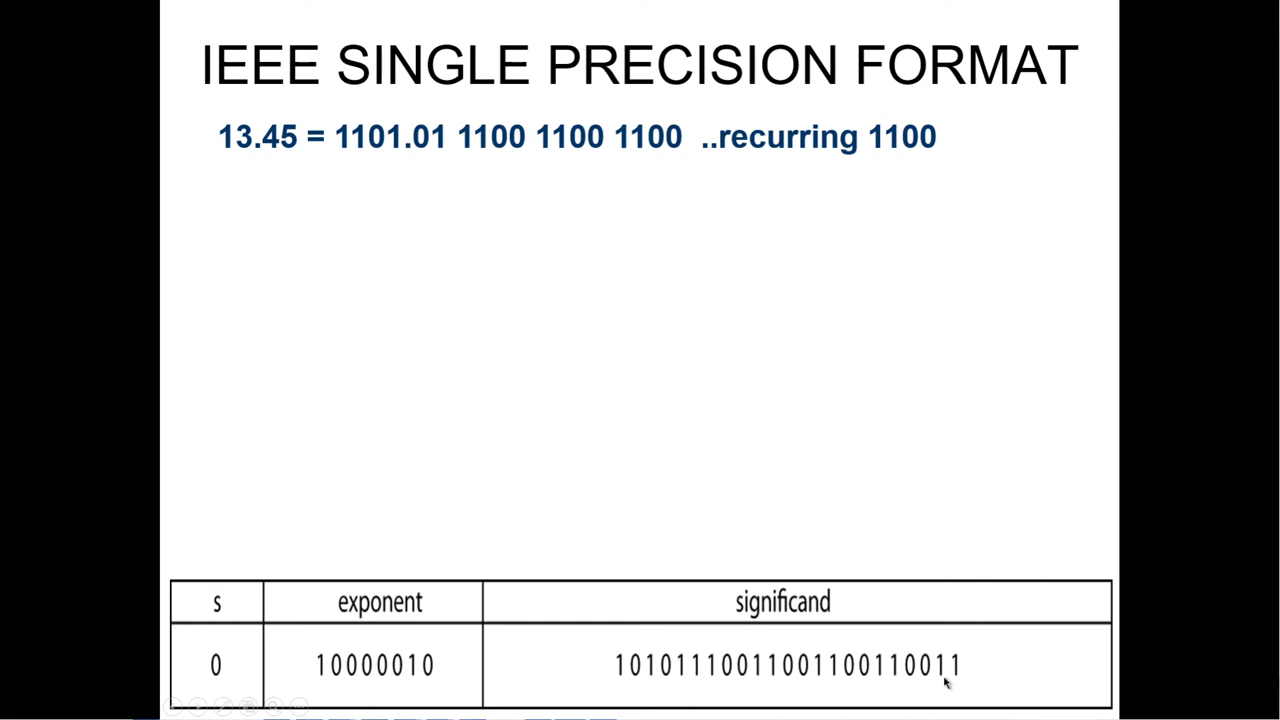 IEEE SINGLE PRECISION FORMAT
13.45 = 1101.01 1100 1100 1100 ..recurring 1100
s exponent significand
0 10000010 10101110011001100110011